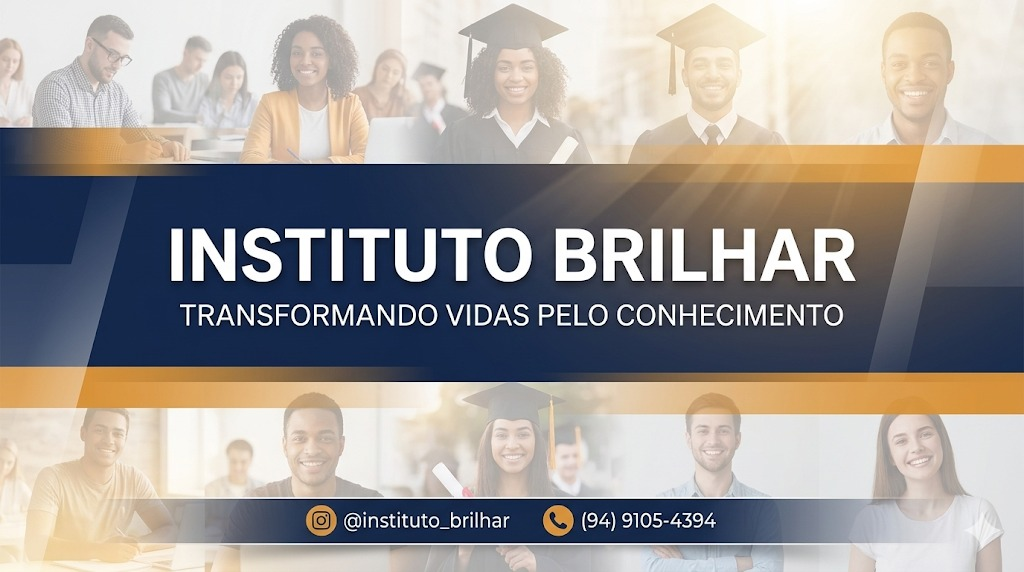 INSTITUTO BRILHAR
TRANSFORMANDO VIDAS PELO CONHECIMENTO
@instituto_brilhar (94) 9105-4394